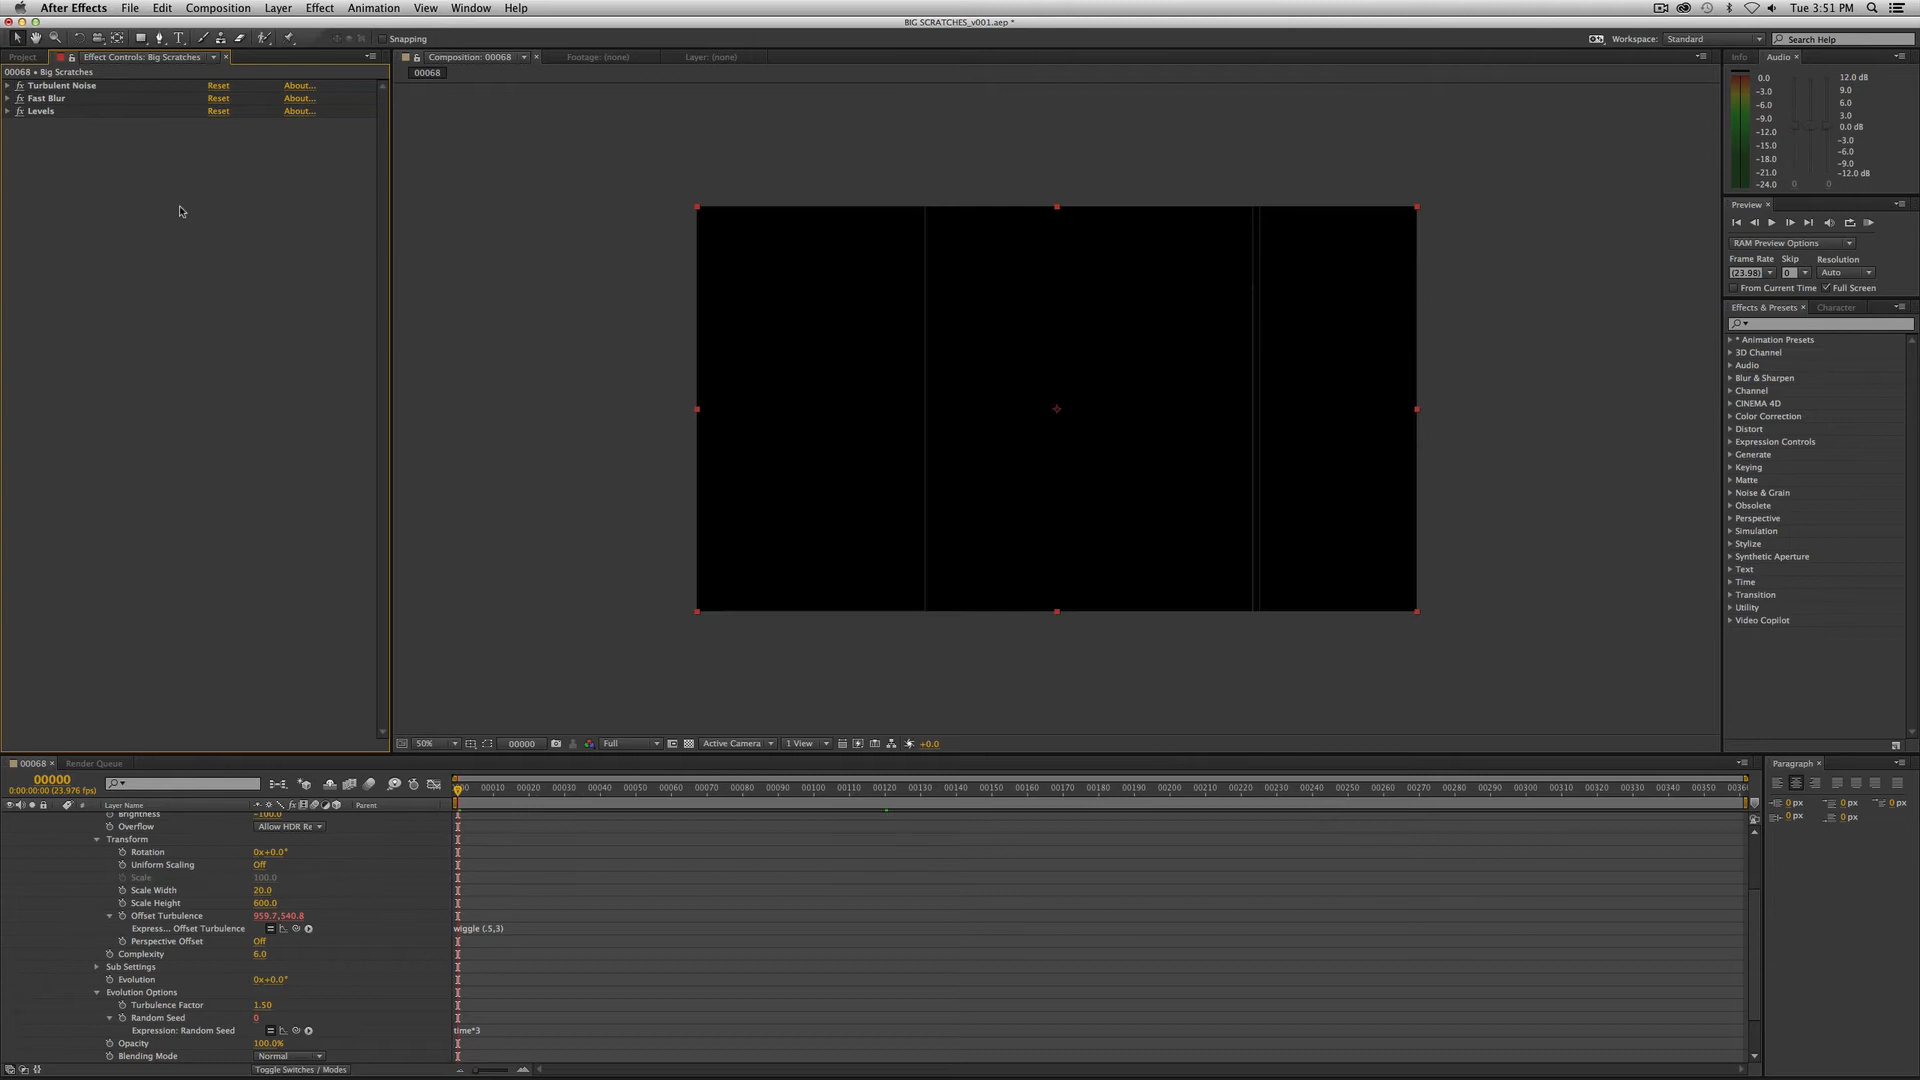 After Effects File Edit Composition Layer Effect Animation View Window Help Tue 3:51 PM
BIG SCRATCHES_v001.aep *
Snapping Workspace: Standard Search Help
Project Effect Controls: Big Scratches Composition: 00068 Footage: (none) Layer: (none) Info Audio
00068 • Big Scratches 00068
Turbulent Noise Reset About...
Fast Blur Reset About...
Levels Reset About...
0.0 12.0 dB
-3.0 9.0
-6.0 6.0
-9.0 3.0
-12.0 0.0 dB
-15.0 -3.0
-18.0 -6.0
-21.0 -9.0
-24.0 0 0 -12.0 dB
Preview
RAM Preview Options
Frame Rate Skip Resolution
(23.98) 0 Auto
From Current Time Full Screen
Effects & Presets Character
* Animation Presets
3D Channel
Audio
Blur & Sharpen
Channel
CINEMA 4D
Color Correction
Distort
Expression Controls
Generate
Keying
Matte
Noise & Grain
Obsolete
Perspective
Simulation
Stylize
Synthetic Aperture
Text
Time
Transition
Utility
Video Copilot
50% 00000 Full Active Camera 1 View +0.0
00068 Render Queue Paragraph
00000
0:00:00:00 (23.976 fps)
00010 00020 00030 00040 00050 00060 00070 00080 00090 00100 00110 00120 00130 00140 00150 00160 00170 00180 00190 00200 00210 00220 00230 00240 00250 00260 00270 00280 00290 00300 00310 00320 00330 00340 00350
# Layer Name Parent
0 px 0 px 0 px
0 px 0 px
Brightness -100.0
Overflow Allow HDR Re
Transform
Rotation 0x+0.0°
Uniform Scaling Off
Scale 100.0
Scale Width 20.0
Scale Height 600.0
Offset Turbulence 959.7,540.8
Express... Offset Turbulence wiggle (.5,3)
Perspective Offset Off
Complexity 6.0
Sub Settings
Evolution 0x+0.0°
Evolution Options
Turbulence Factor 1.50
Random Seed 0
Expression: Random Seed time*3
Opacity 100.0%
Blending Mode Normal
Toggle Switches / Modes